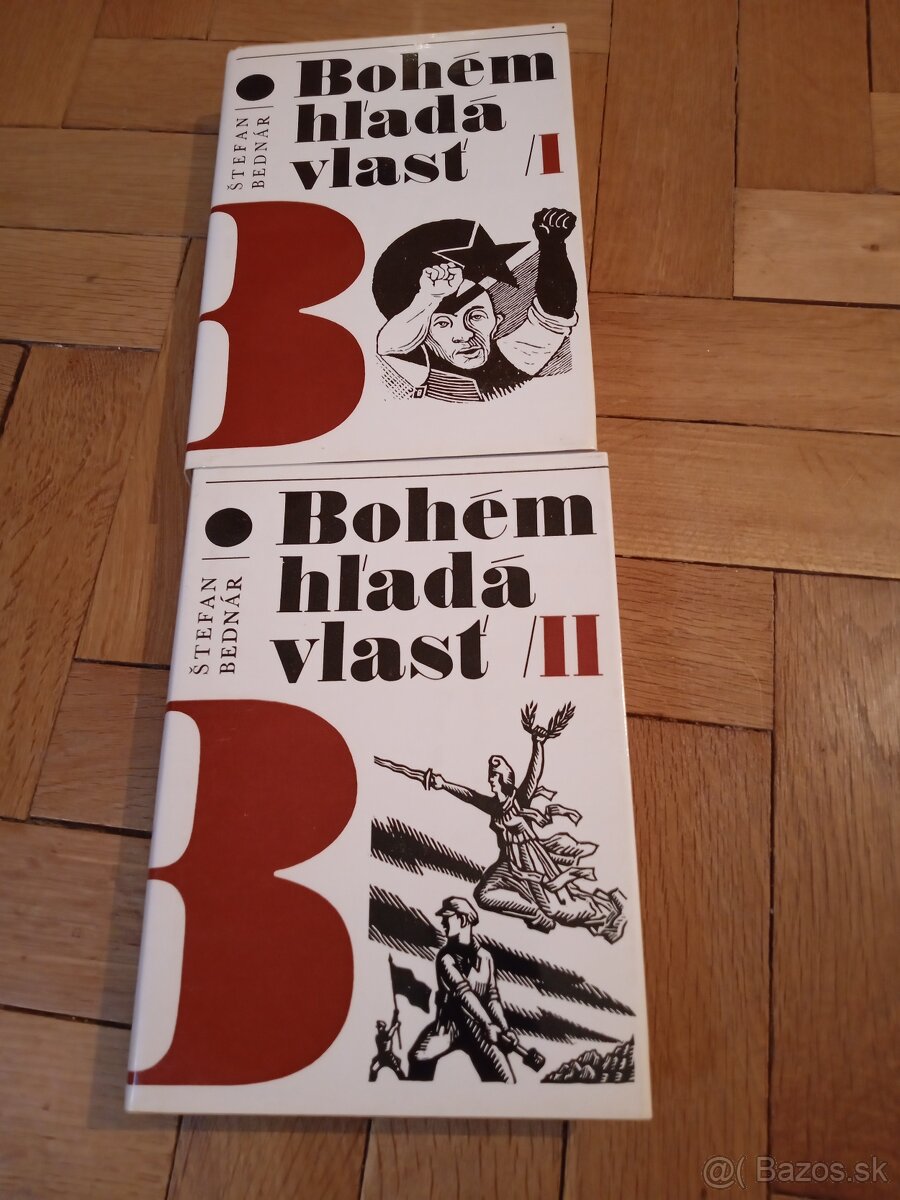 Bohém
hľadá
vlasť /I
ŠTEFAN
BEDNÁR
B
Bohém
hľadá
vlasť /II
ŠTEFAN
BEDNÁR
B
@( Bazos.sk